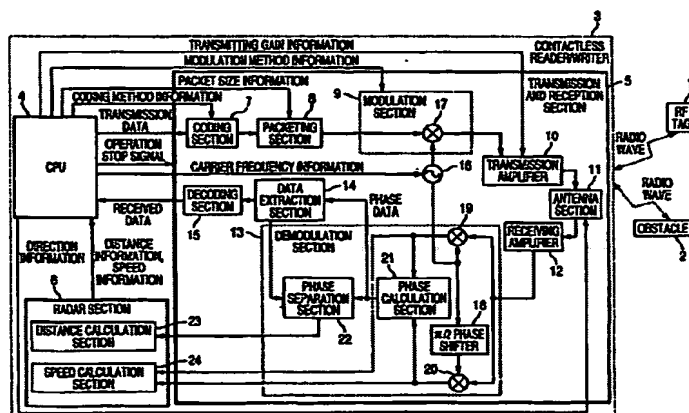 3
TRANSMITTING GAIN INFORMATION
CONTACTLESS
READER/WRITER
MODULATION METHOD INFORMATION
4
PACKET SIZE INFORMATION
TRANSMISSION
AND RECEPTION
SECTION
5
CODING METHOD INFORMATION
7
9
MODULATION
SECTION
17
1
TRANSMISSION
DATA
CODING
SECTION
PACKETING
SECTION
RF
TAG
CPU
OPERATION
STOP SIGNAL
10
RADIO
WAVE
CARRIER FREQUENCY INFORMATION
16
TRANSMISSION
AMPLIFIER
11
RECEIVED
DATA
DECODING
SECTION
DATA
EXTRACTION
SECTION
14
PHASE
DATA
ANTENNA
SECTION
RADIO
WAVE
15
19
DIRECTION
INFORMATION
DISTANCE
INFORMATION,
SPEED
INFORMATION
13
DEMODULATION
SECTION
21
RECEIVING
AMPLIFIER
12
OBSTACLE
2
6
RADAR SECTION
PHASE
SEPARATION
SECTION
22
PHASE
CALCULATION
SECTION
18
π/2 PHASE
SHIFTER
DISTANCE CALCULATION
SECTION
23
SPEED CALCULATION
SECTION
24
20